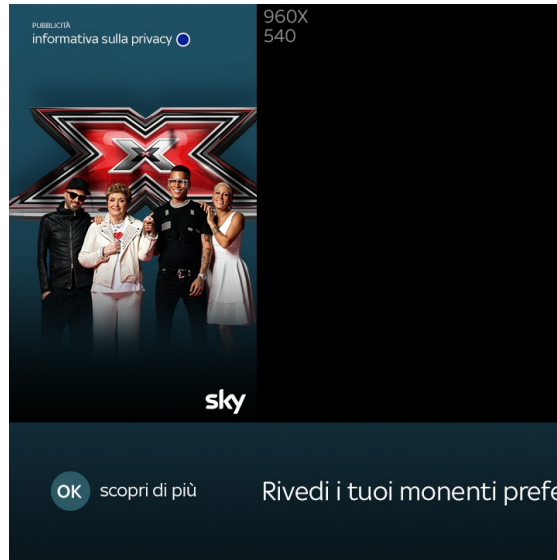 PUBBLICITÀ
informativa sulla privacy
960X
540
X
sky
OK scopri di più
Rivedi i tuoi monenti prefe